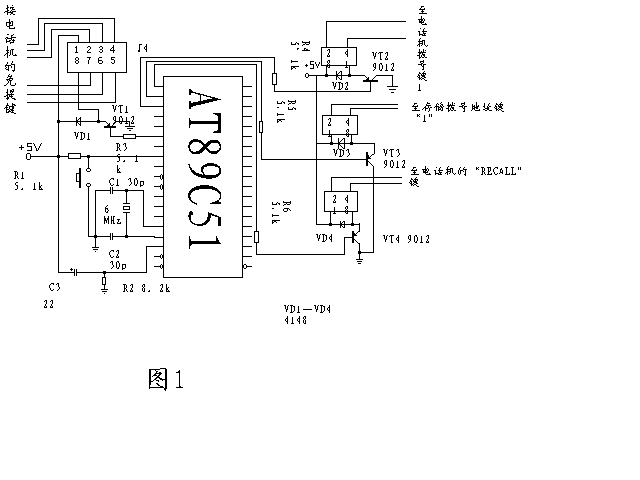 接电话机的免提键
1 2 3 4
8 7 6 5
J4
VT1
9012
VD1
+5V
R1
5. 1k
R3
5. 1
k
C1 30p
6
MHz
C2
30p
C3
22
R2 8. 2k
AT89C51
R4
5. 1k
+5V
2 4
8 1
VD2
VT2
9012
至电话机拨号键1
R5
5.1k
2 4
1 8
VD3
至存储拨号地址键
"1"
VT3
9012
至电话机的 "RECALL"
键
2 4
1 8
R6
5.1k
VD4
VT4 9012
VD1—VD4
4148
图1